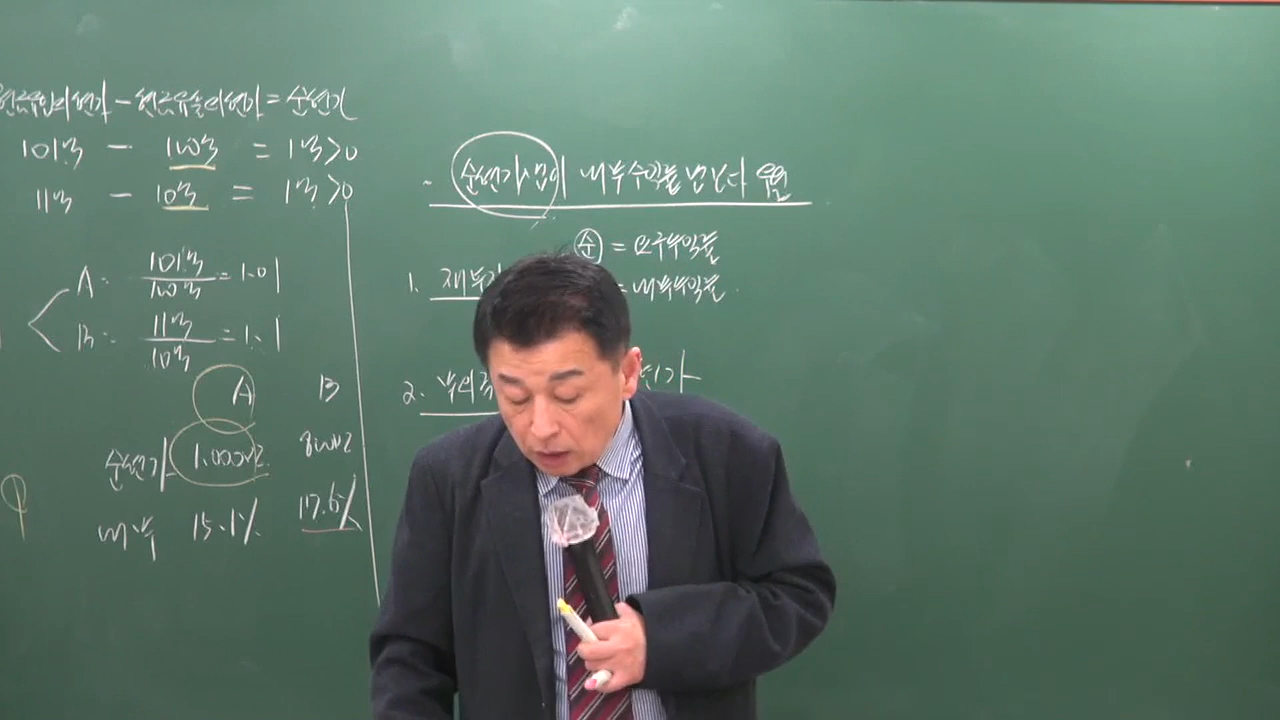 현금유입의현가 - 현금유출의현가 = 순현가
101억 - 100억 = 1억>0
11억 - 10억 = 1억>0
A: 101억/100억 = 1.01
B: 11억/10억 = 1.1
A B
순현가 1,000만 800만
내부 15.1% 17.6%
순현가법이 내부수익률법보다 우월
순 = 요구수익률
1. 재투자 = 내부수익률
2. 부의극 현가